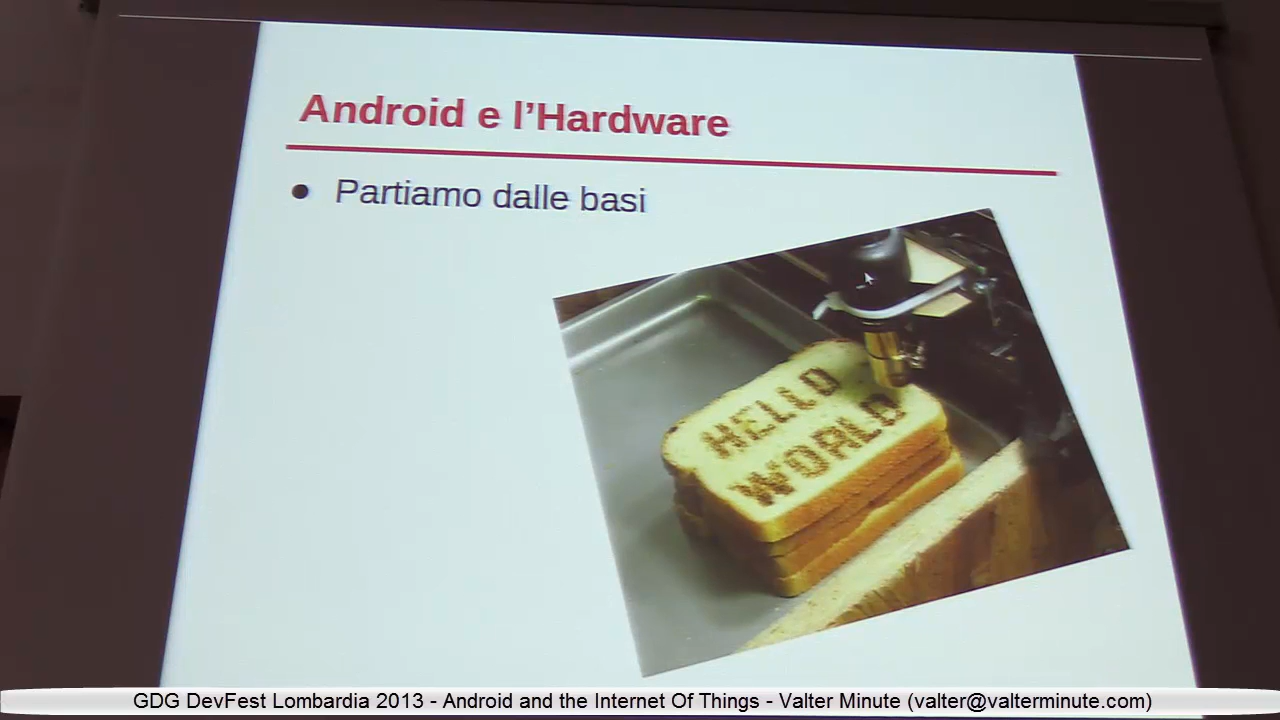 Android e l’Hardware
● Partiamo dalle basi
HELLO
WORLD
GDG DevFest Lombardia 2013 - Android and the Internet Of Things - Valter Minute (valter@valterminute.com)